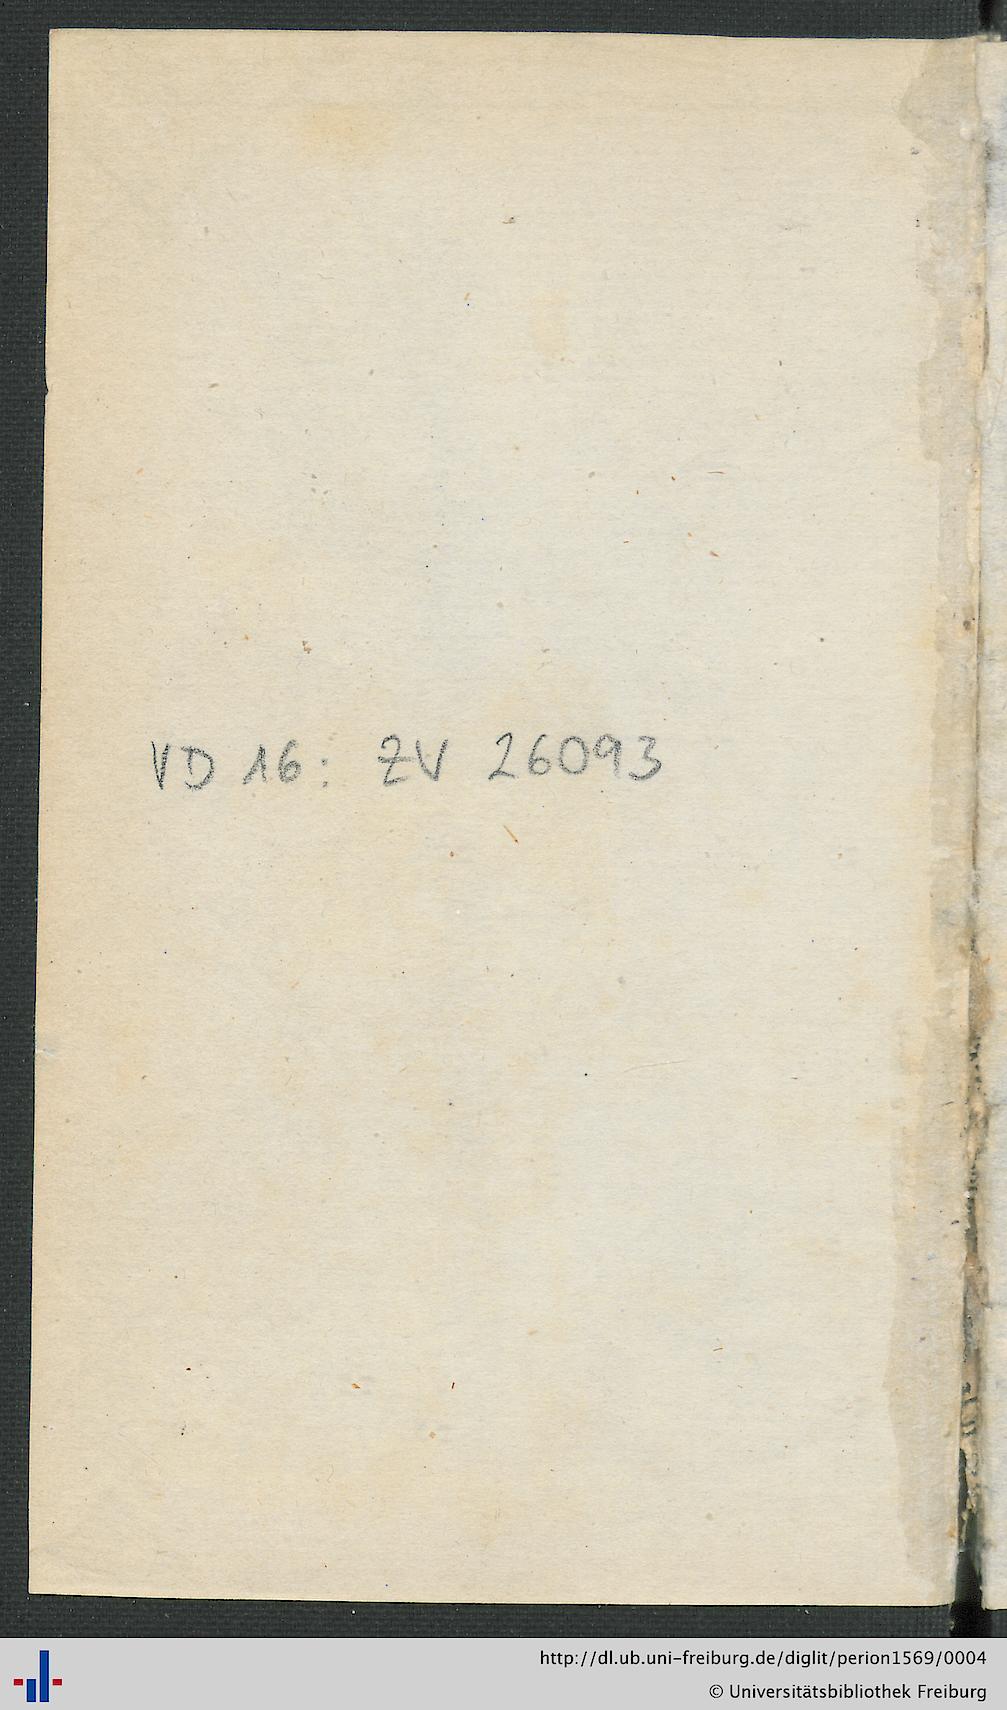 VD 16: ZV 26093
http://dl.ub.uni-freiburg.de/diglit/perion1569/0004
© Universitätsbibliothek Freiburg